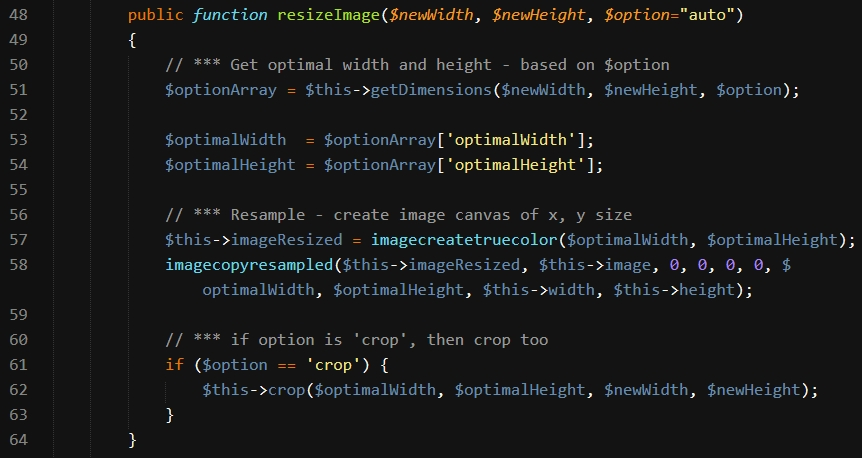 48 public function resizeImage($newWidth, $newHeight, $option="auto")
49 {
50 // *** Get optimal width and height - based on $option
51 $optionArray = $this->getDimensions($newWidth, $newHeight, $option);
52
53 $optimalWidth  = $optionArray['optimalWidth'];
54 $optimalHeight = $optionArray['optimalHeight'];
55
56 // *** Resample - create image canvas of x, y size
57 $this->imageResized = imagecreatetruecolor($optimalWidth, $optimalHeight);
58 imagecopyresampled($this->imageResized, $this->image, 0, 0, 0, 0, $
optimalWidth, $optimalHeight, $this->width, $this->height);
59
60 // *** if option is 'crop', then crop too
61 if ($option == 'crop') {
62 $this->crop($optimalWidth, $optimalHeight, $newWidth, $newHeight);
63 }
64 }